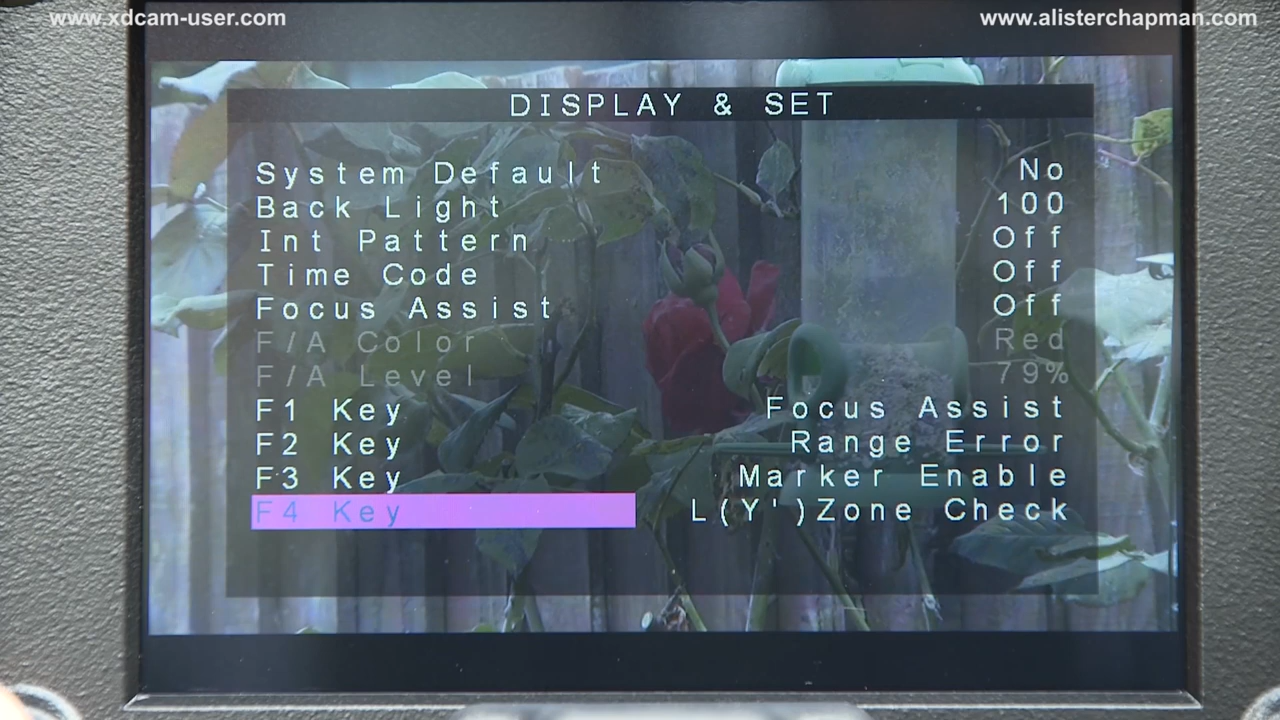 www.xdcam-user.com www.alisterchapman.com
DISPLAY & SET
System Default No
Back Light 100
Int Pattern Off
Time Code Off
Focus Assist Off
F/A Color Red
F/A Level 79%
F1 Key Focus Assist
F2 Key Range Error
F3 Key Marker Enable
F4 Key L(Y')Zone Check